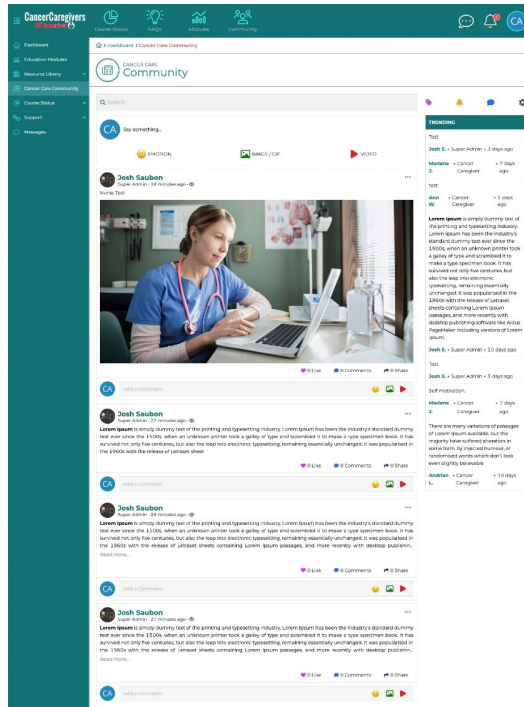 CancerCaregivers
Course Status
FAQs
Modules
Community
CA
Dashboard
Education Modules
Resource Library
Cancer Care Community
Course Status
Support
Messages
Dashboard
Cancer Care Community
CANCER CARE
Community
Search
CA
Say something...
EMOTION
IMAGE / GIF
VIDEO
Josh Saubon
Super Admin - 18 minutes ago -
Nurse Test
0 Like
0 Comments
0 Share
CA
Add a Comment
Josh Saubon
Super Admin - 27 minutes ago -
Lorem Ipsum is simply dummy text of the printing and typesetting industry. Lorem Ipsum has been the industry's standard dummy
text ever since the 1500s, when an unknown printer took a galley of type and scrambled it to make a type specimen book. It has
survived not only five centuries, but also the leap into electronic typesetting, remaining essentially unchanged. It was popularised in
the 1960s with the release of Letraset sheet
0 Like
0 Comments
0 Share
CA
Add a Comment
Josh Saubon
Super Admin - 28 minutes ago -
Lorem Ipsum is simply dummy text of the printing and typesetting industry. Lorem Ipsum has been the industry's standard dummy
text ever since the 1500s, when an unknown printer took a galley of type and scrambled it to make a type specimen book. It has
survived not only five centuries, but also the leap into electronic typesetting, remaining essentially unchanged. It was popularised in
the 1960s with the release of Letraset sheets containing Lorem Ipsum passages, and more recently with desktop publishin...
Read more...
0 Like
0 Comments
0 Share
CA
Add a Comment
Josh Saubon
Super Admin - 27 minutes ago -
Lorem Ipsum is simply dummy text of the printing and typesetting industry. Lorem Ipsum has been the industry's standard dummy
text ever since the 1500s, when an unknown printer took a galley of type and scrambled it to make a type specimen book. It has
survived not only five centuries, but also the leap into electronic typesetting, remaining essentially unchanged. It was popularised in
the 1960s with the release of Letraset sheets containing Lorem Ipsum passages, and more recently with desktop publishin...
Read more...
0 Like
0 Comments
0 Share
CA
Add a Comment
TRENDING
Test
Josh S. • Super Admin • 3 days ago
Marlene J. • Cancer Caregiver • 7 days ago
test
Ann W. • Cancer Caregiver • 5 days ago
Lorem Ipsum is simply dummy text of
the printing and typesetting industry.
Lorem Ipsum has been the industry's
standard dummy text ever since the
1500s, when an unknown printer took
a galley of type and scrambled it to
make a type specimen book. It has
survived not only five centuries, but
also the leap into electronic
typesetting, remaining essentially
unchanged. It was popularised in the
1960s with the release of Letraset
sheets containing Lorem Ipsum
passages, and more recently with
desktop publishing software like Aldus
PageMaker including versions of Lorem
Ipsum.
Josh S. • Super Admin • 10 days ago
Test
Josh S. • Super Admin • 3 days ago
Self motivation.
Marlene J. • Cancer Caregiver • 7 days ago
There are many variations of passages
of Lorem Ipsum available, but the
majority have suffered alteration in
some form, by injected humour, or
randomised words which don't look
even slightly believable
Andrian L. • Cancer Caregiver • 10 days ago